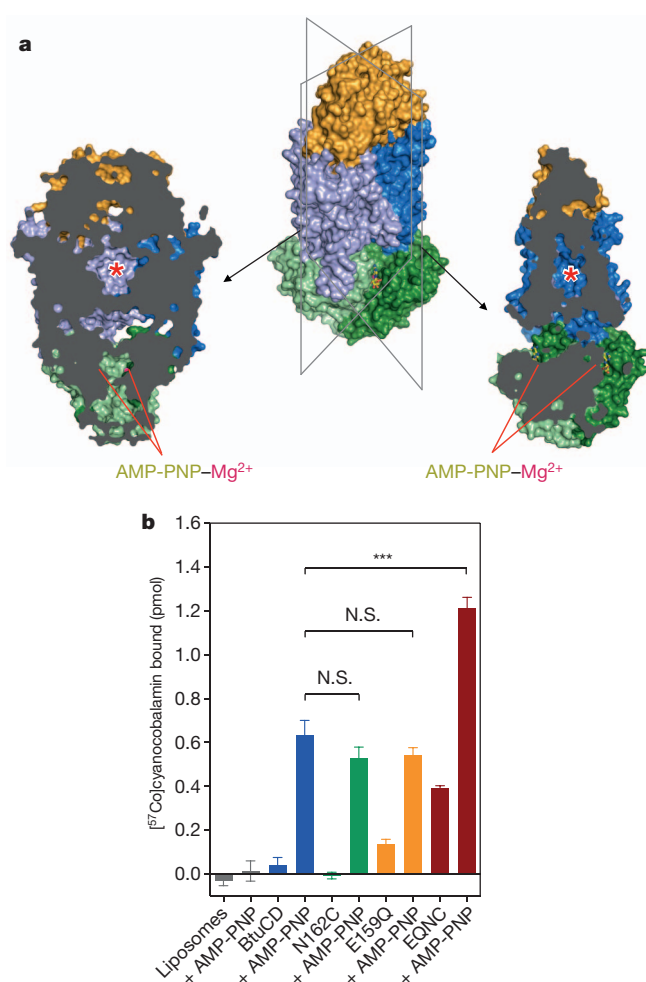 a
*
*
AMP-PNP–Mg2+
AMP-PNP–Mg2+
b
[57Co]cyanocobalamin bound (pmol)
1.6
1.4
1.2
1.0
0.8
0.6
0.4
0.2
0.0
***
N.S.
N.S.
Liposomes
+ AMP-PNP
BtuCD
+ AMP-PNP
N162C
+ AMP-PNP
E159Q
+ AMP-PNP
EQNC
+ AMP-PNP